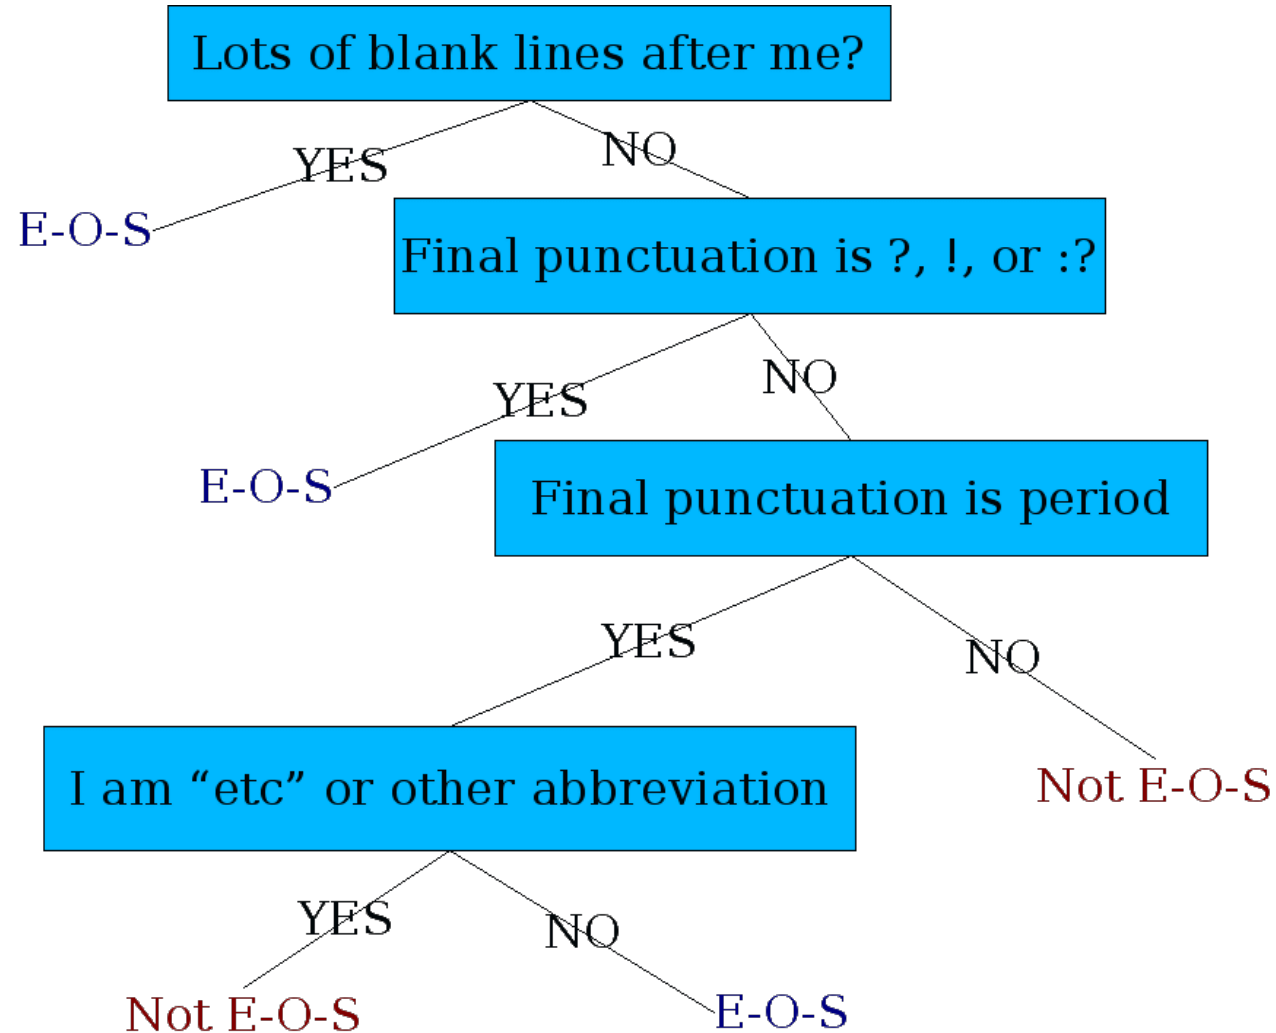 Lots of blank lines after me?
YES
NO
E-O-S
Final punctuation is ?, !, or :?
YES
NO
E-O-S
Final punctuation is period
YES
NO
I am “etc” or other abbreviation
Not E-O-S
YES
NO
Not E-O-S
E-O-S